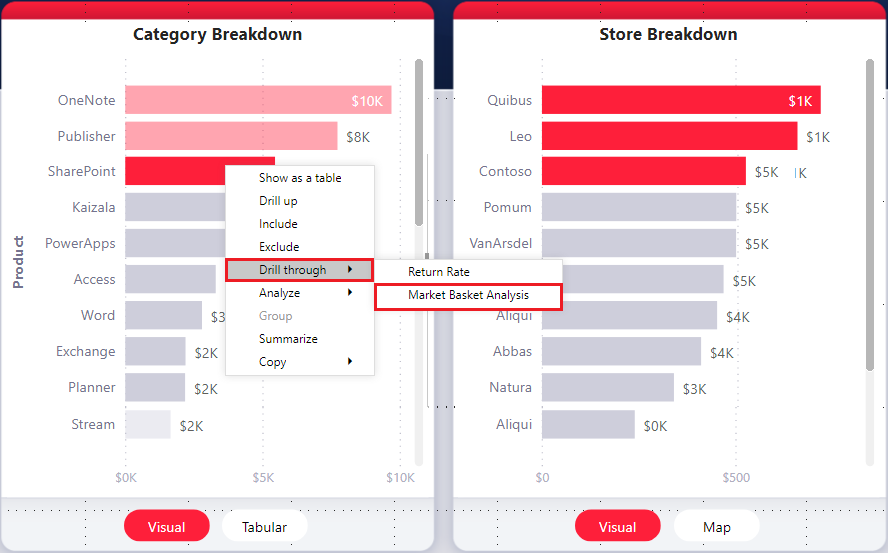 Category Breakdown
Product
OneNote $10K
Publisher $8K
SharePoint
Kaizala
PowerApps
Access
Word $3
Exchange $2K
Planner $2K
Stream $2K
$0K $5K $10K
Show as a table
Drill up
Include
Exclude
Drill through
Analyze
Group
Summarize
Copy
Return Rate
Market Basket Analysis
Visual Tabular
Store Breakdown
Quibus $1K
Leo $1K
Contoso $5K K
Pomum $5K
VanArsdel $5K
$5K
Aliqui $4K
Abbas $4K
Natura $3K
Aliqui $0K
$0 $500
Visual Map